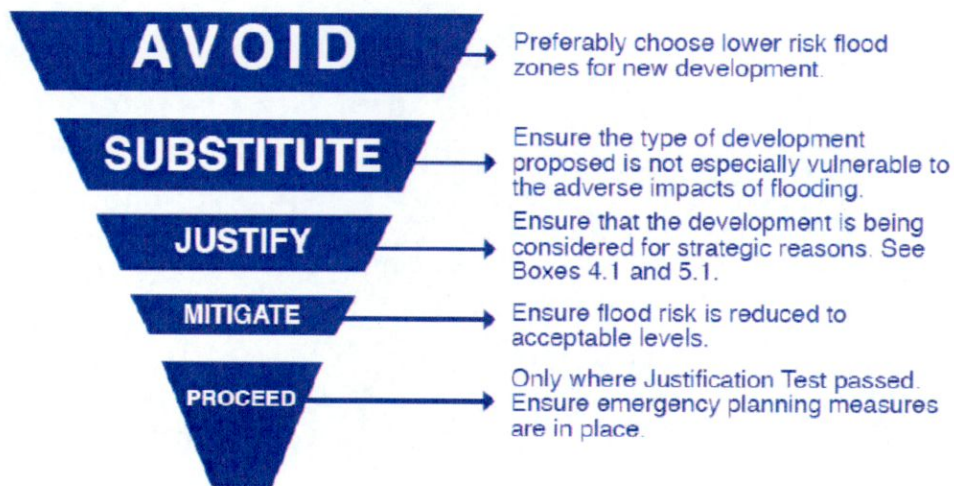 AVOID
Preferably choose lower risk flood
zones for new development.
SUBSTITUTE
Ensure the type of development
proposed is not especially vulnerable to
the adverse impacts of flooding.
JUSTIFY
Ensure that the development is being
considered for strategic reasons. See
Boxes 4.1 and 5.1.
MITIGATE
Ensure flood risk is reduced to
acceptable levels.
PROCEED
Only where Justification Test passed.
Ensure emergency planning measures
are in place.